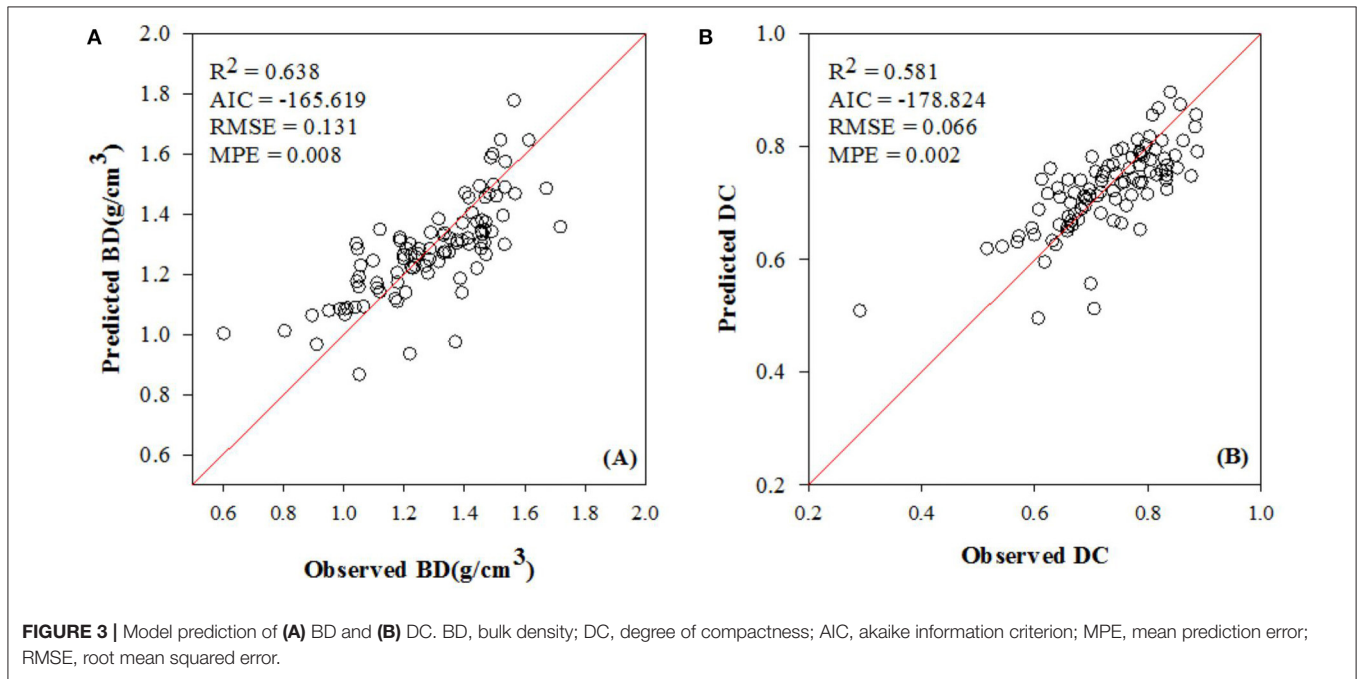 A
R² = 0.638
AIC = -165.619
RMSE = 0.131
MPE = 0.008
Predicted BD(g/cm³)
2.0
1.8
1.6
1.4
1.2
1.0
0.8
0.6
(A)
0.6 0.8 1.0 1.2 1.4 1.6 1.8 2.0
Observed BD(g/cm³)
B
R² = 0.581
AIC = -178.824
RMSE = 0.066
MPE = 0.002
Predicted DC
1.0
0.8
0.6
0.4
0.2
(B)
0.2 0.4 0.6 0.8 1.0
Observed DC
FIGURE 3 | Model prediction of (A) BD and (B) DC. BD, bulk density; DC, degree of compactness; AIC, akaike information criterion; MPE, mean prediction error;
RMSE, root mean squared error.